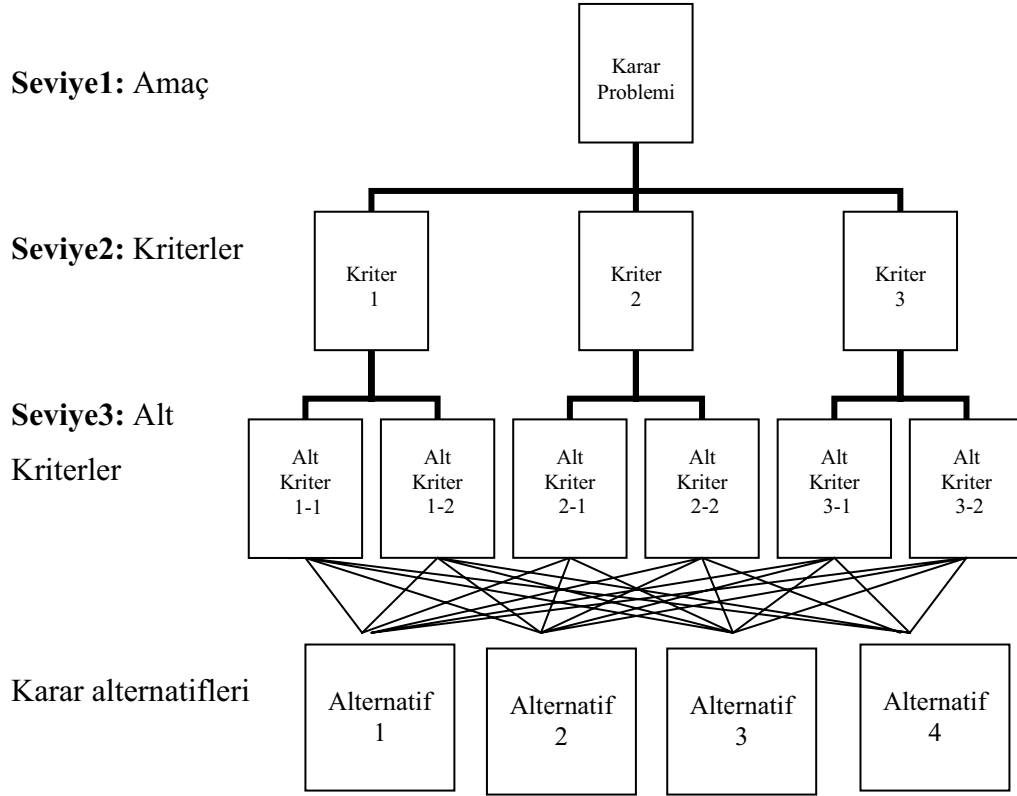 Seviye1: Amaç
Karar
Problemi
Seviye2: Kriterler
Kriter
1
Kriter
2
Kriter
3
Seviye3: Alt
Kriterler
Alt
Kriter
1-1
Alt
Kriter
1-2
Alt
Kriter
2-1
Alt
Kriter
2-2
Alt
Kriter
3-1
Alt
Kriter
3-2
Karar alternatifleri
Alternatif
1
Alternatif
2
Alternatif
3
Alternatif
4